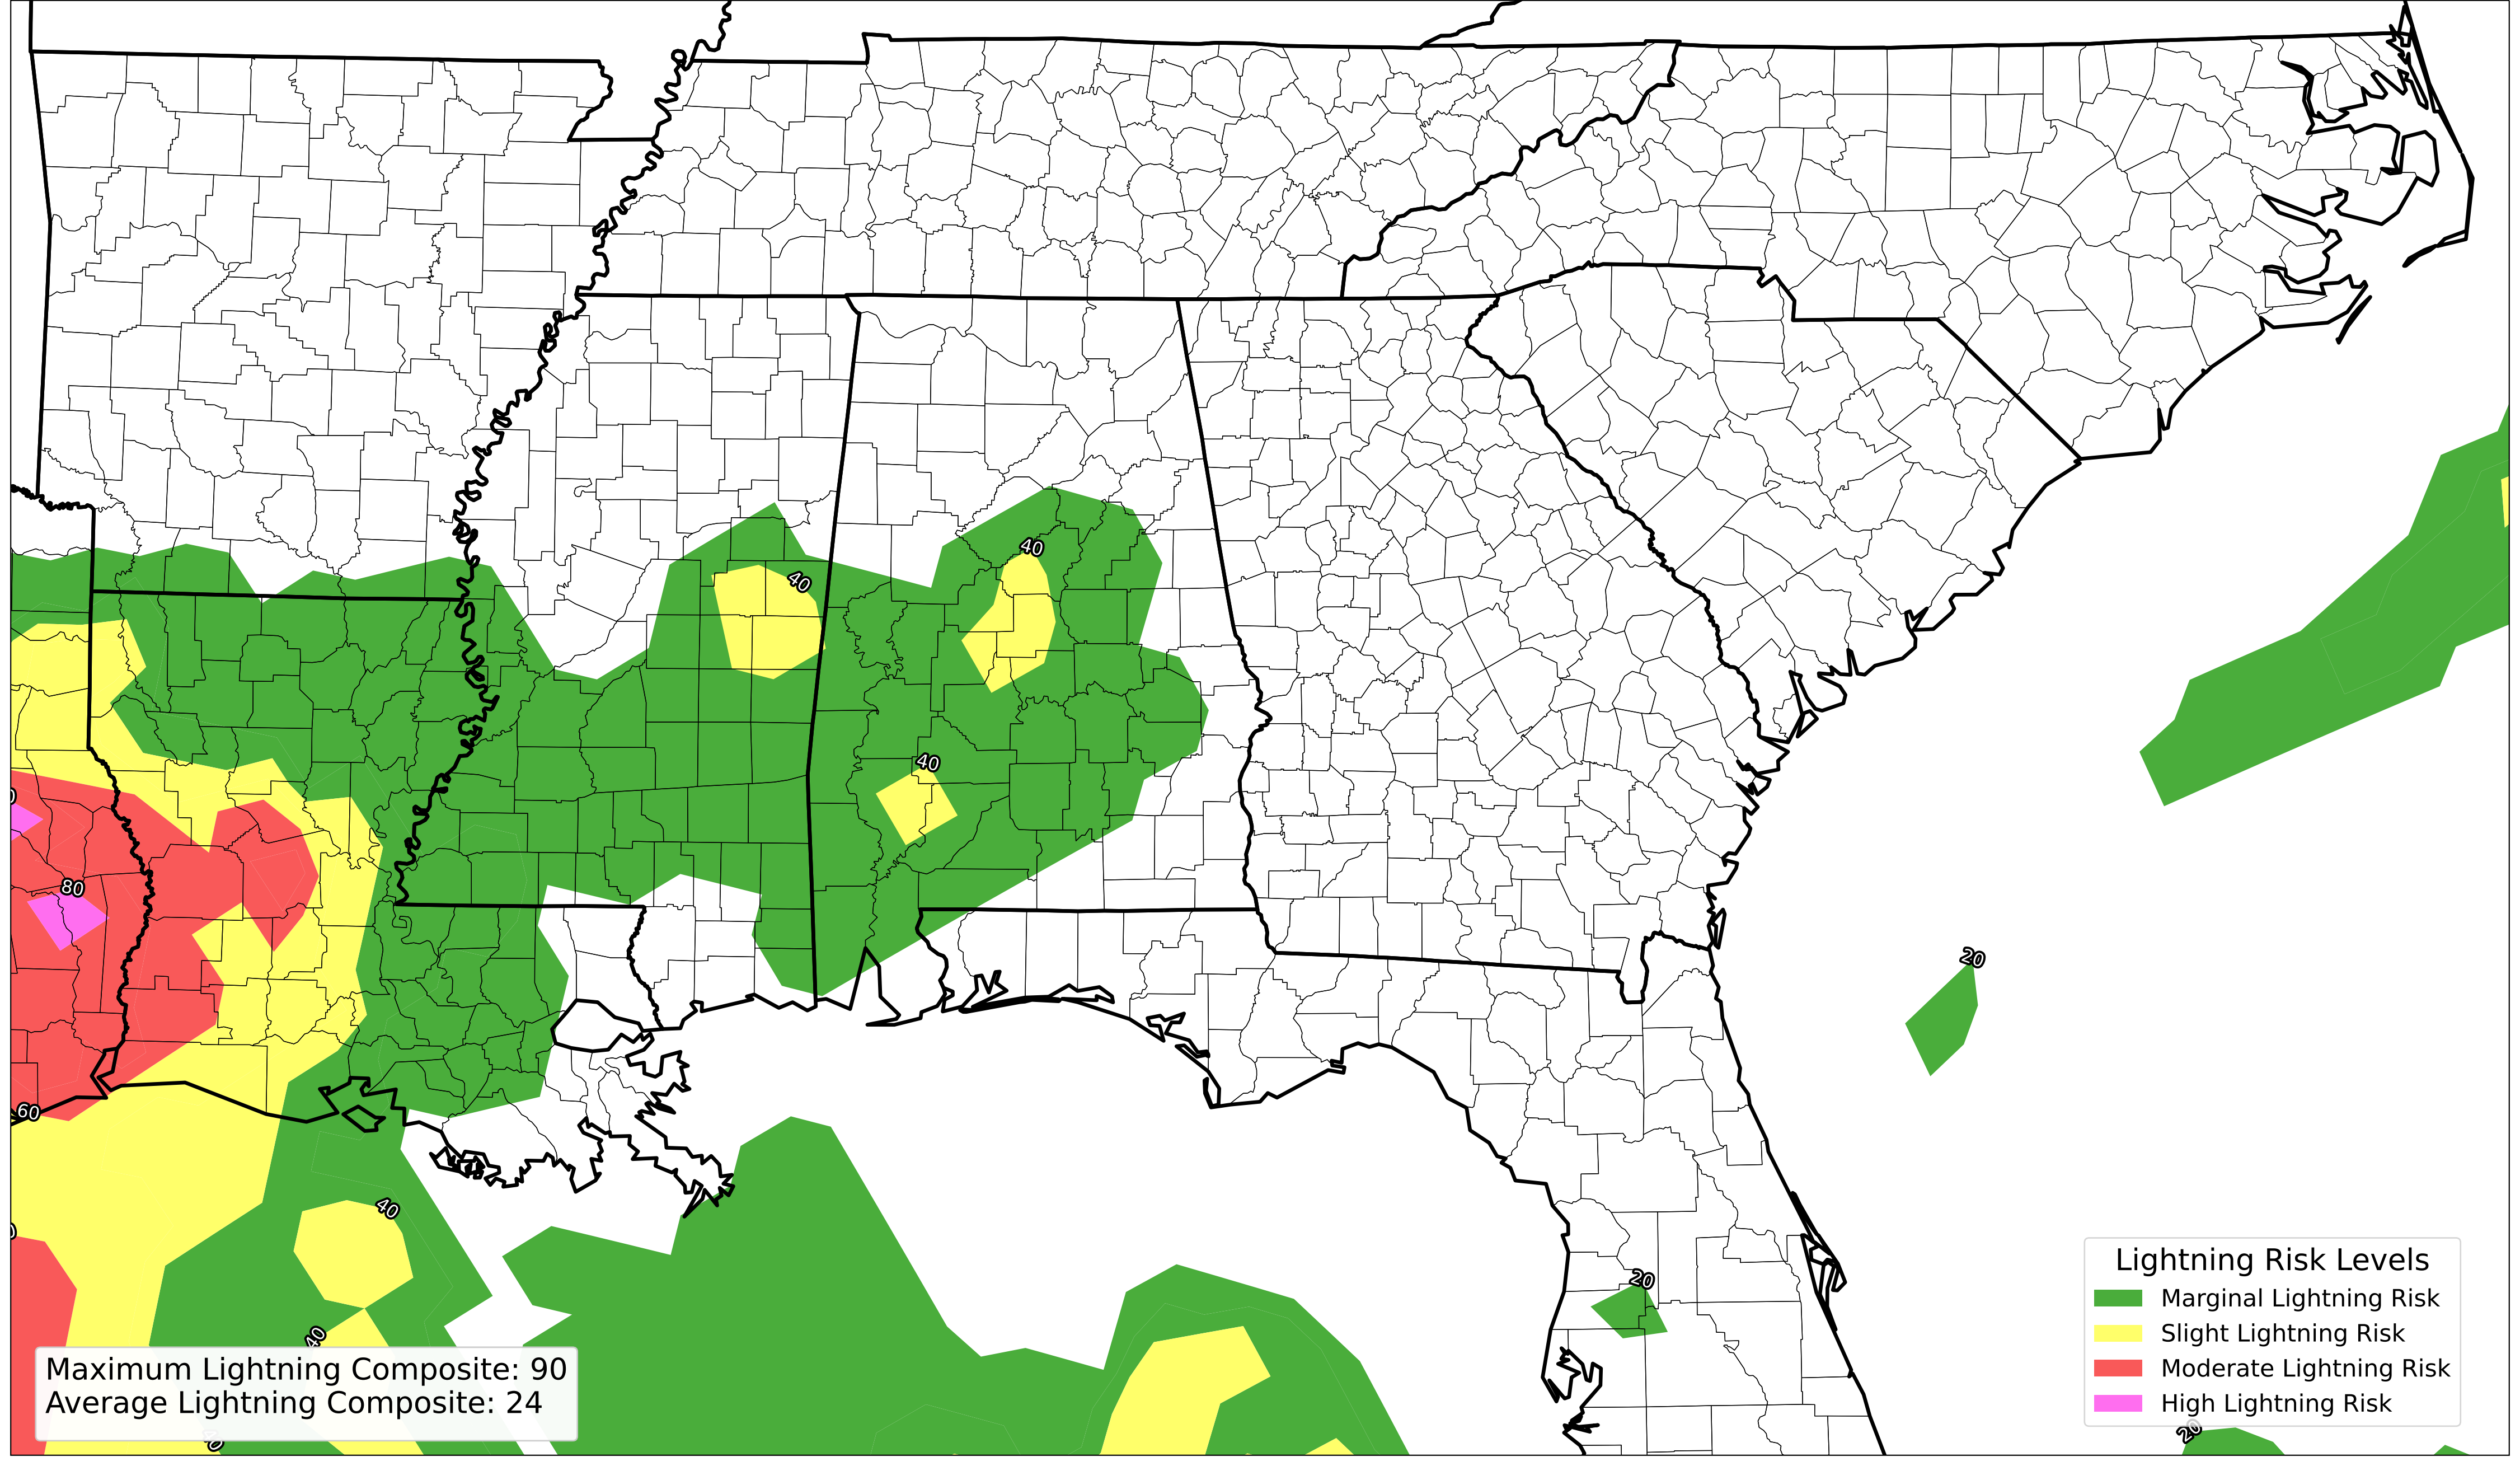 40
40
40
80
60
20
40
20
40
Maximum Lightning Composite: 90
Average Lightning Composite: 24
Lightning Risk Levels
Marginal Lightning Risk
Slight Lightning Risk
Moderate Lightning Risk
High Lightning Risk
20